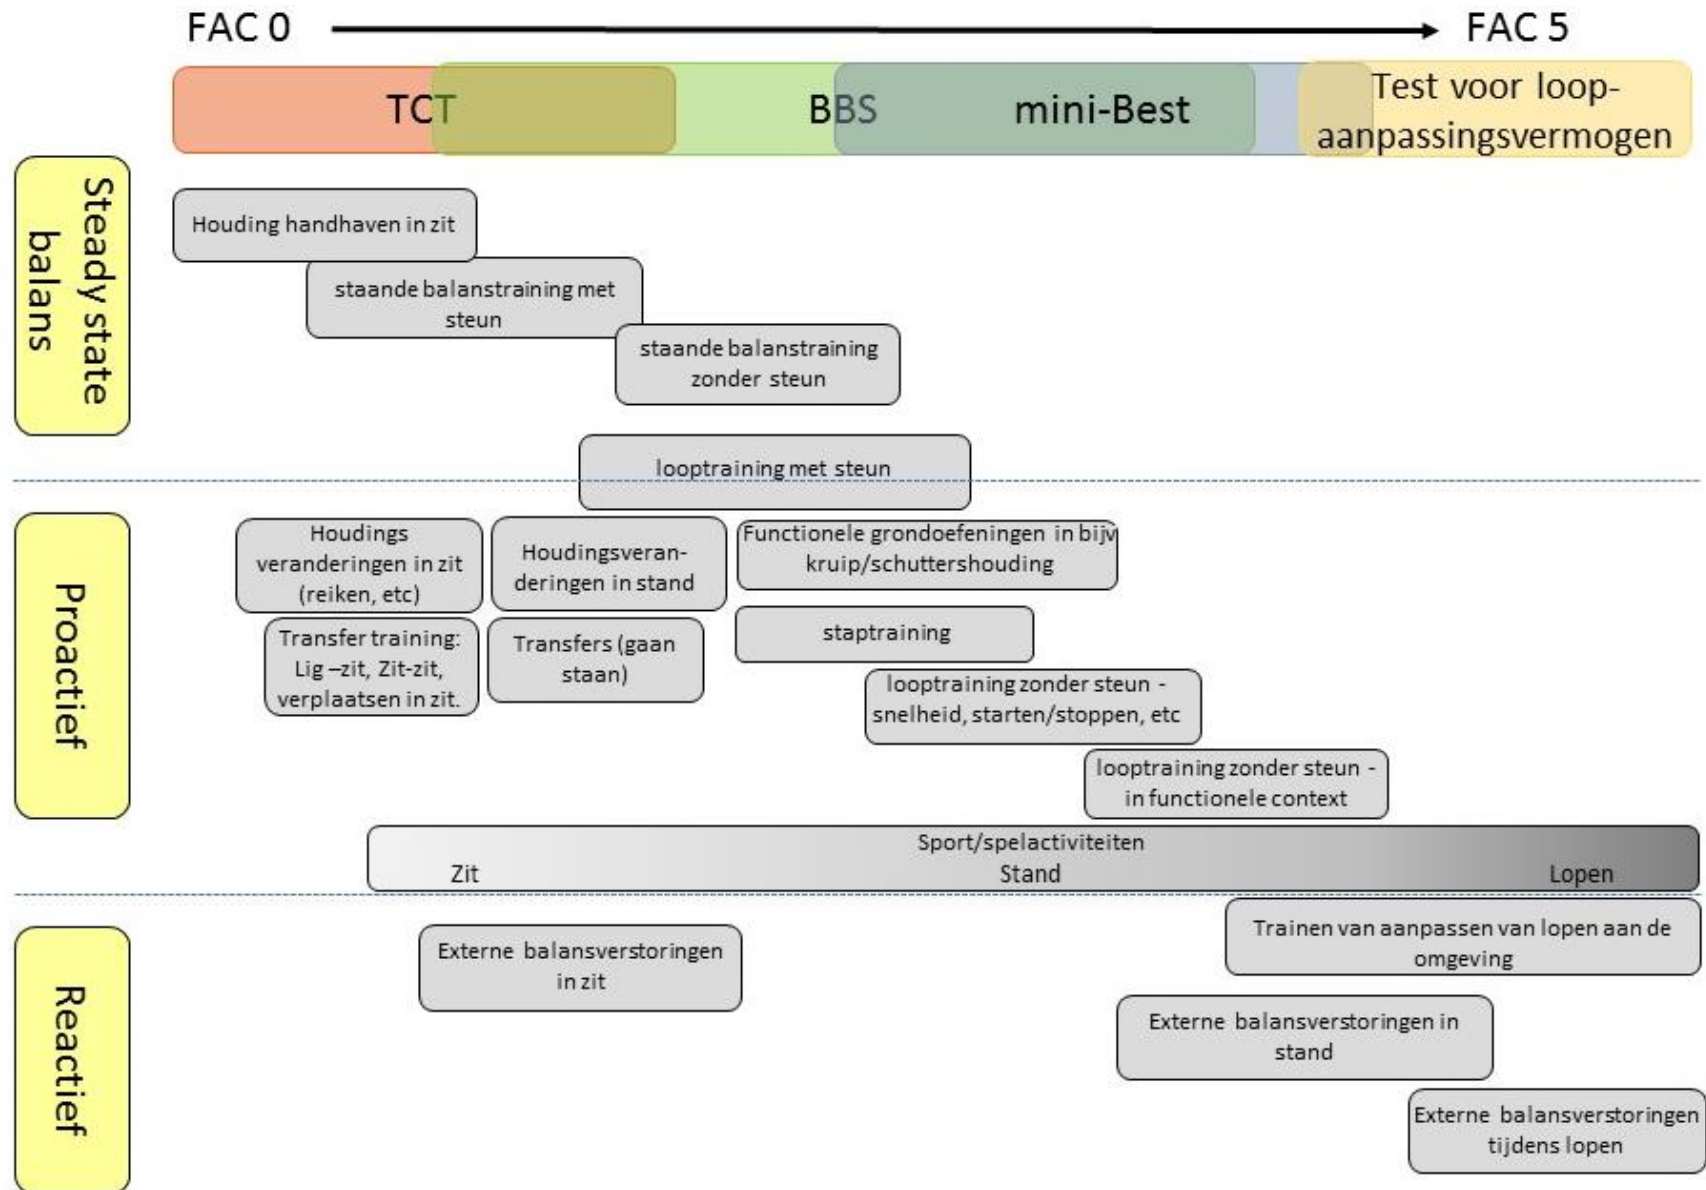 FAC 0
FAC 5
TCT
BBS
mini-Best
Test voor loop-
aanpassingsvermogen
Steady state
balans
Houding handhaven in zit
staande balanstraining met
steun
staande balanstraining
zonder steun
looptraining met steun
Proactief
Houdings
veranderingen in zit
(reiken, etc)
Houdingsveran-
deringen in stand
Functionele grondoefeningen in bijv
kruip/schuttershouding
Transfer training:
Lig –zit, Zit-zit,
verplaatsen in zit.
Transfers (gaan
staan)
staptraining
looptraining zonder steun -
snelheid, starten/stoppen, etc
looptraining zonder steun -
in functionele context
Sport/spelactiviteiten
Zit
Stand
Lopen
Reactief
Externe balansverstoringen
in zit
Trainen van aanpassen van lopen aan de
omgeving
Externe balansverstoringen in
stand
Externe balansverstoringen
tijdens lopen